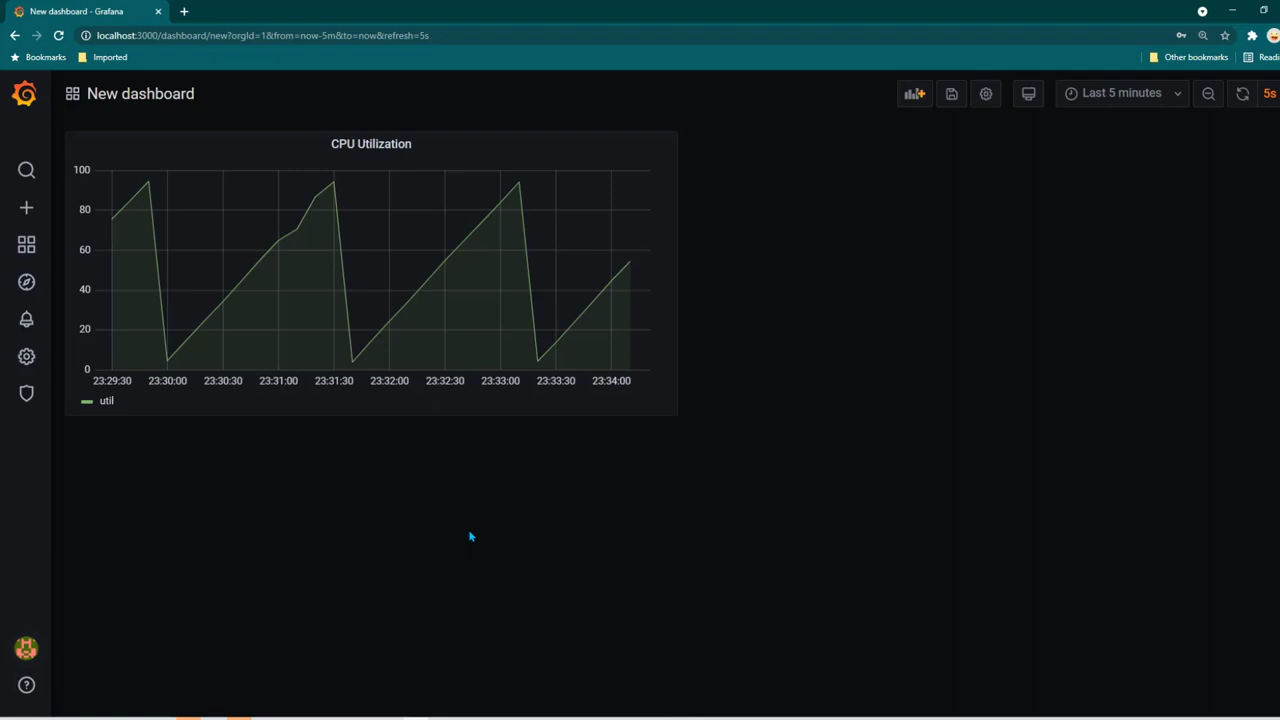 New dashboard - Grafana
localhost:3000/dashboard/new?orgId=1&from=now-5m&to=now&refresh=5s
Bookmarks
Imported
Other bookmarks
Readi
New dashboard
Last 5 minutes
5s
CPU Utilization
100
80
60
40
20
0
23:29:30 23:30:00 23:30:30 23:31:00 23:31:30 23:32:00 23:32:30 23:33:00 23:33:30 23:34:00
util